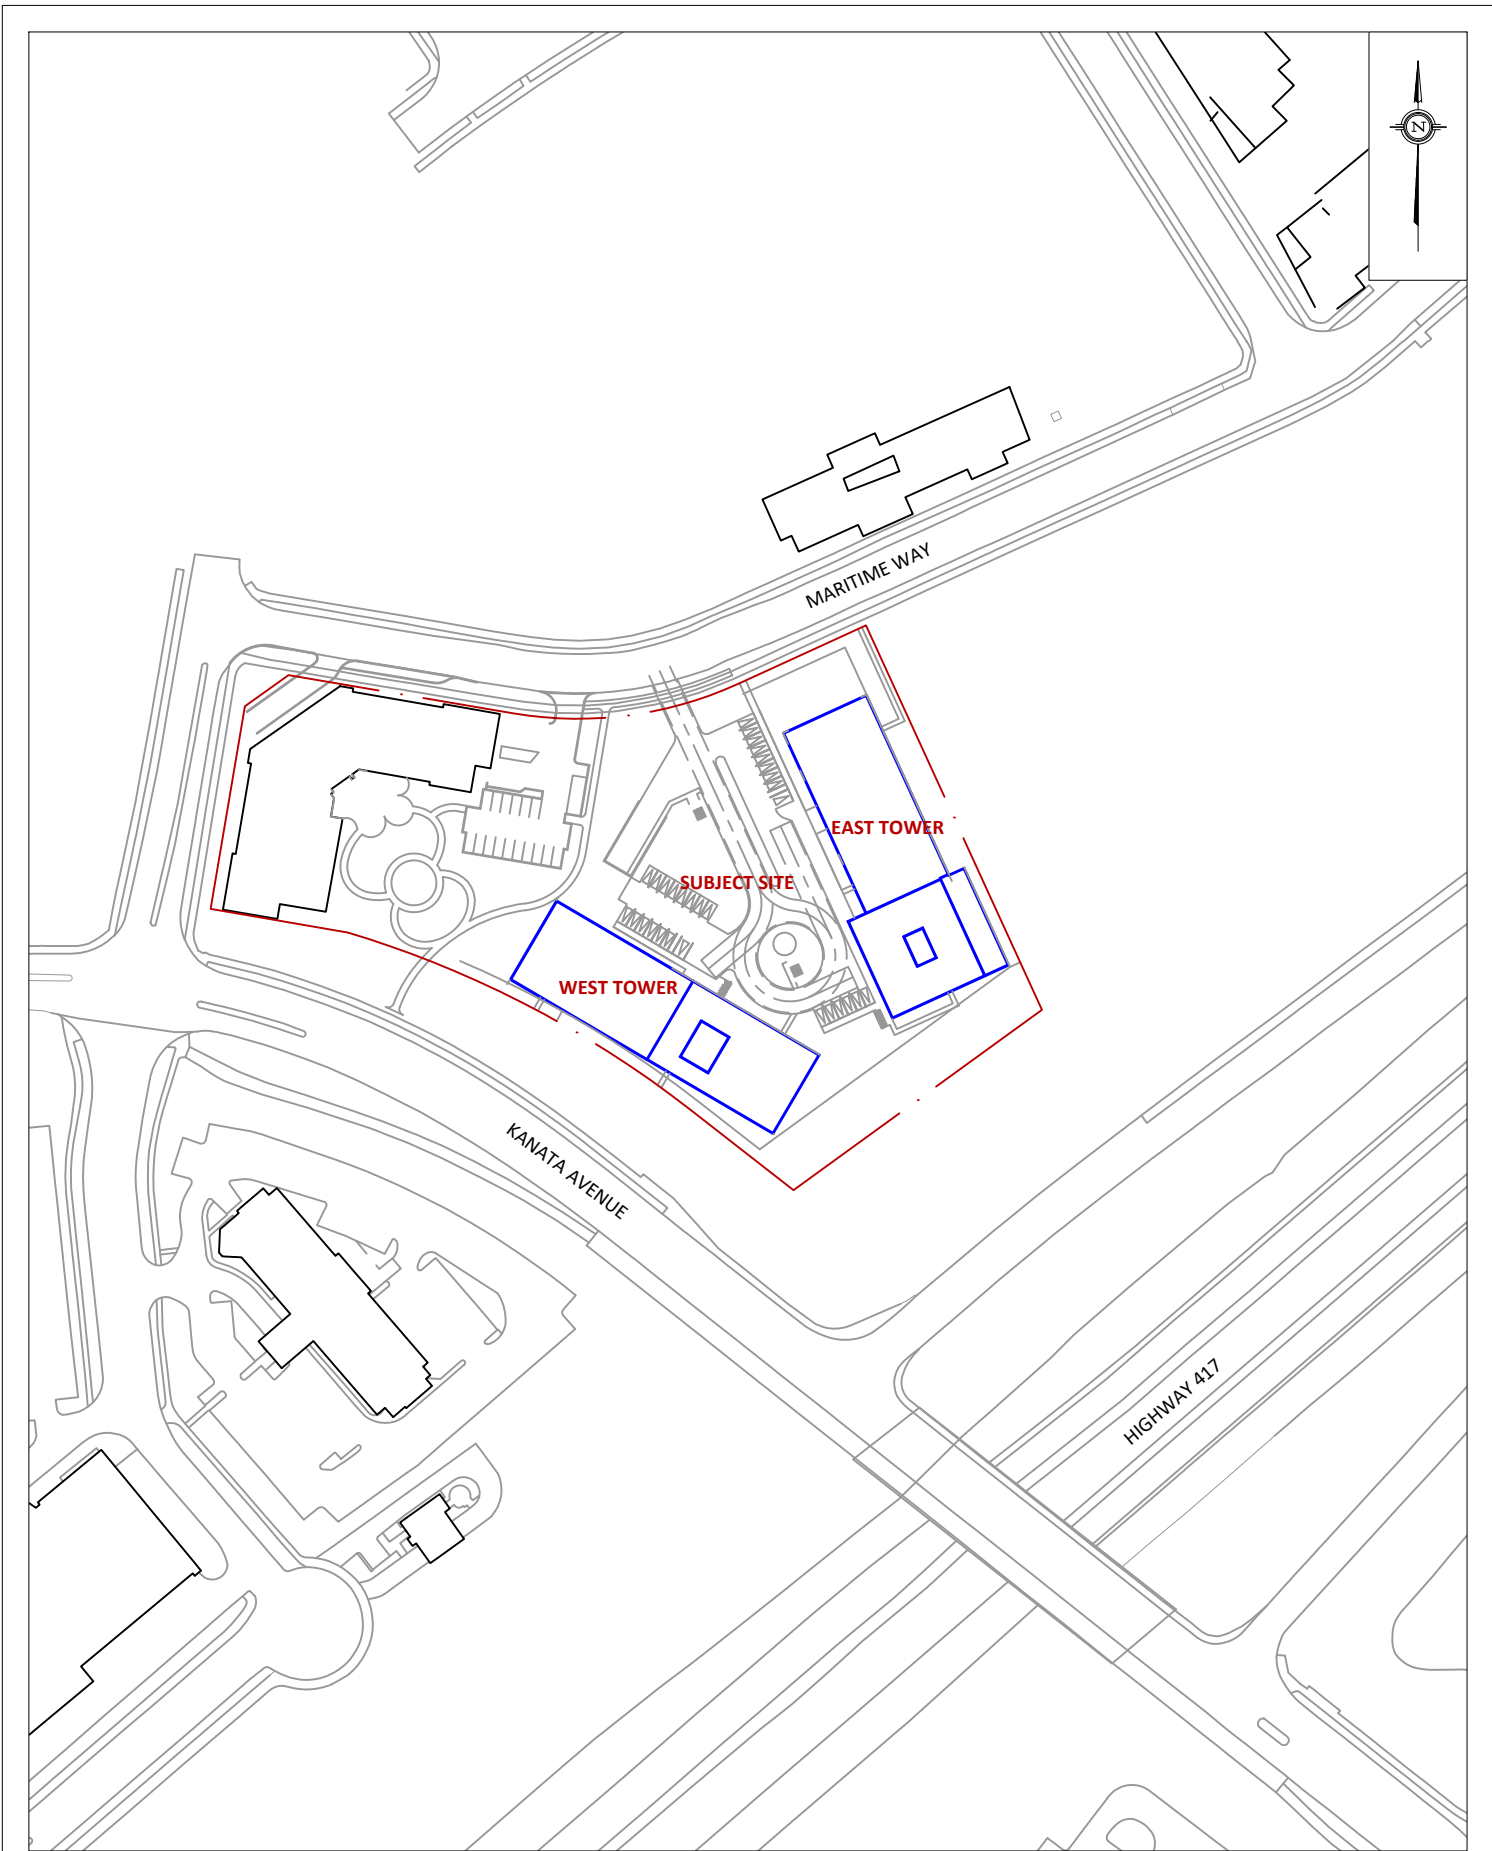 N
MARITIME WAY
EAST TOWER
SUBJECT SITE
WEST TOWER
KANATA AVENUE
HIGHWAY 417